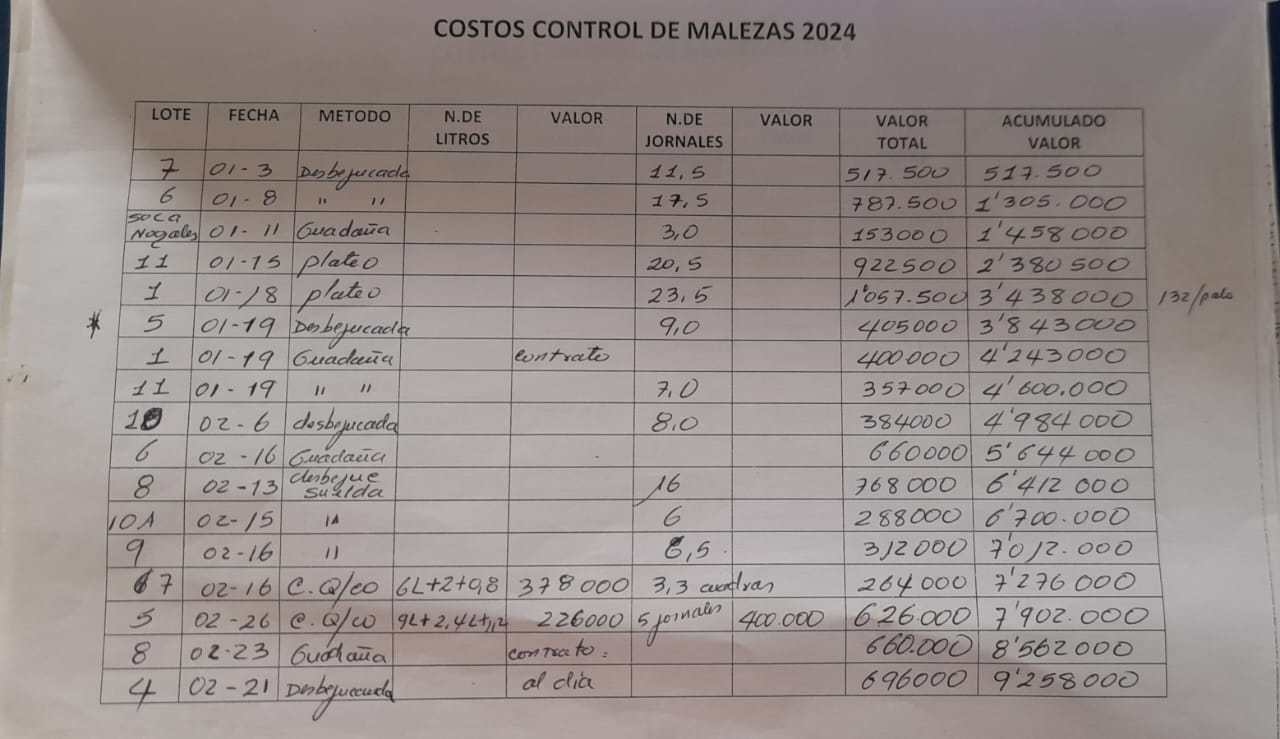 COSTOS CONTROL DE MALEZAS 2024
LOTE FECHA METODO N.DE LITROS VALOR N.DE JORNALES VALOR VALOR TOTAL ACUMULADO VALOR
7 01-3 Desbejucada 11,5 517.500 517.500
6 01-8 " " 17,5 787.500 1'305.000
SOCA Nogales 01-11 Guadaña 3,0 153000 1'458000
11 01-15 plateo 20,5 922500 2'380500
1 01-18 plateo 23,5 1'057.500 3'438000 132/palo
* 5 01-19 Desbejucada 9,0 405000 3'843000
1 01-19 Guadaña contrato 400.000 4'243000
11 01-19 " " 7,0 357000 4'600.000
10 02-6 desbejucada 8,0 384000 4'984000
6 02-16 Guadaña 660000 5'644000
8 02-13 desbejue Suelda 16 768000 6'412000
10A 02-15 " 6 288000 6'700.000
9 02-16 " 6,5 312000 7'012.000
7 02-16 C.Q/co 6L+2+0,8 378000 3,3 cuadras 264000 7'276000
5 02-26 C.Q/co 9L+2,4L+1,2 226000 5 jornales 400.000 626.000 7'902.000
8 02-23 Guadaña contrato: 660.000 8'562000
4 02-21 Desbejucada al dia 696000 9'258000